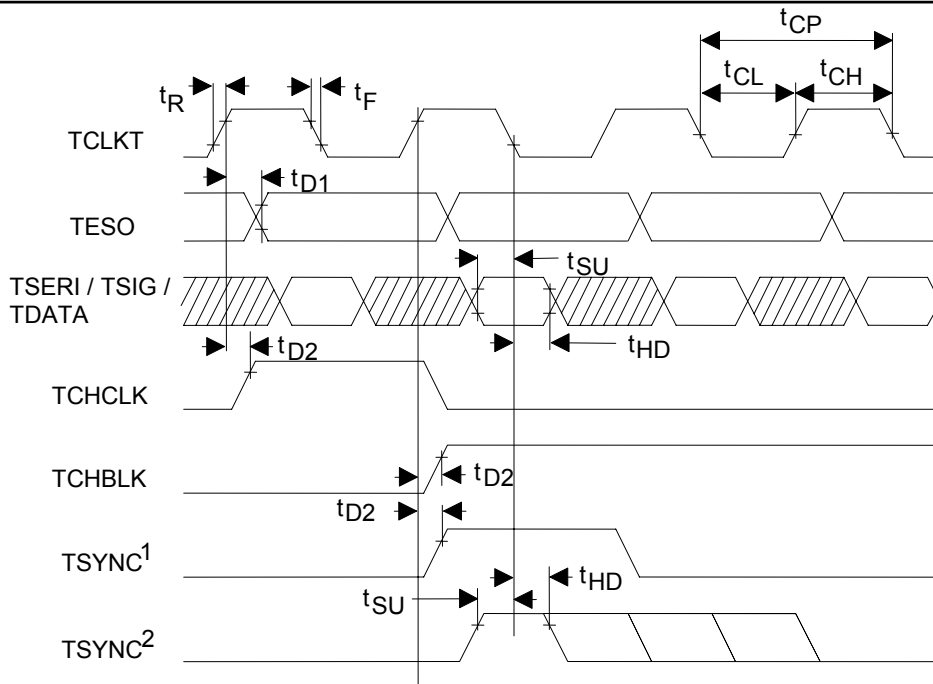 tCP
tCL tCH
tR tF
TCLKT
tD1
TESO
tSU
TSERI / TSIG /
TDATA
tHD
tD2
TCHCLK
TCHBLK
tD2
tD2
TSYNC1
tHD
tSU
TSYNC2